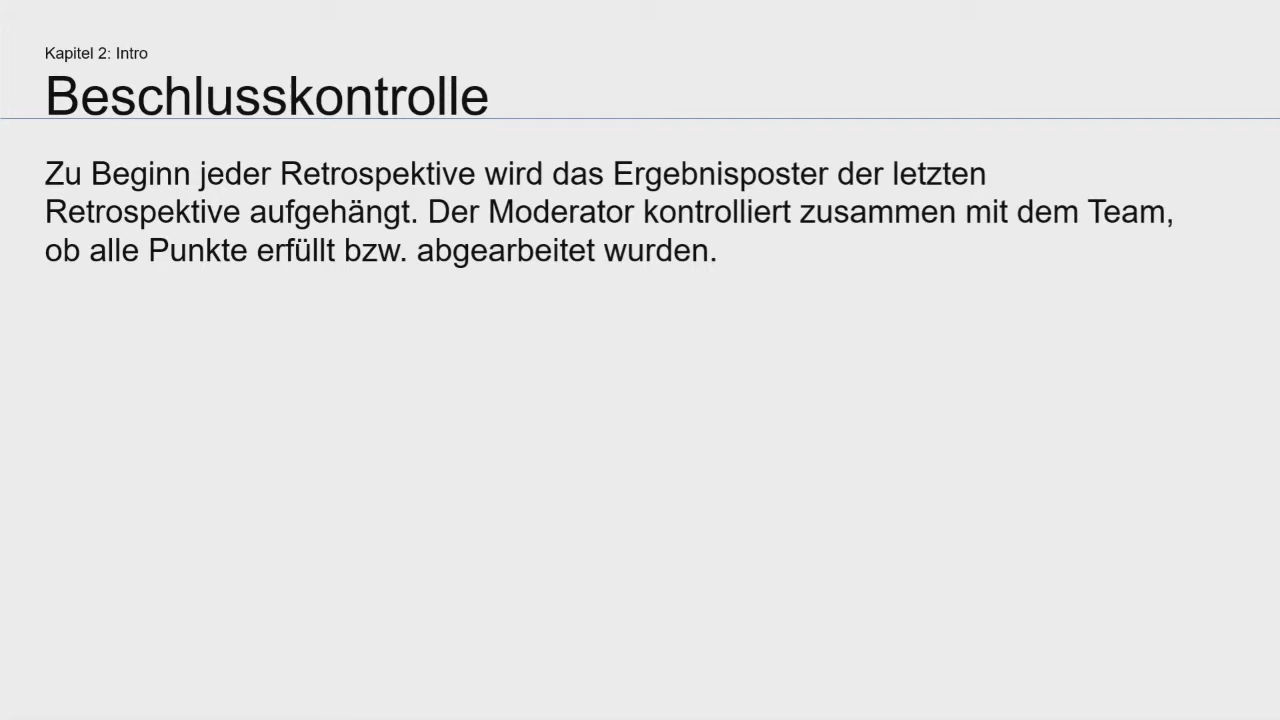 Kapitel 2: Intro
Beschlusskontrolle
Zu Beginn jeder Retrospektive wird das Ergebnisposter der letzten
Retrospektive aufgehängt. Der Moderator kontrolliert zusammen mit dem Team,
ob alle Punkte erfüllt bzw. abgearbeitet wurden.